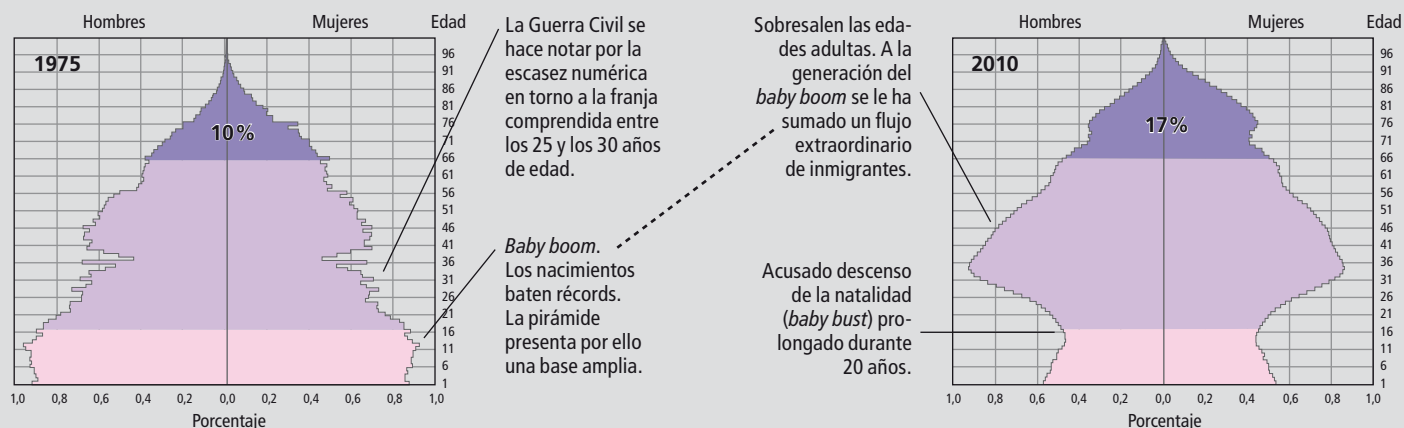 Hombres
Mujeres
Edad
1975
10 %
96
91
86
81
76
71
66
61
56
51
46
41
36
31
26
21
16
11
6
1
1,0 0,8 0,6 0,4 0,2 0,0 0,2 0,4 0,6 0,8 1,0
Porcentaje
La Guerra Civil se
hace notar por la
escasez numérica
en torno a la franja
comprendida entre
los 25 y los 30 años
de edad.
Baby boom.
Los nacimientos
baten récords.
La pirámide
presenta por ello
una base amplia.
Sobresalen las eda-
des adultas. A la
generación del
baby boom se le ha
sumado un flujo
extraordinario
de inmigrantes.
Acusado descenso
de la natalidad
(baby bust) pro-
longado durante
20 años.
Hombres
Mujeres
Edad
2010
17 %
96
91
86
81
76
71
66
61
56
51
46
41
36
31
26
21
16
11
6
1
1,0 0,8 0,6 0,4 0,2 0,0 0,2 0,4 0,6 0,8 1,0
Porcentaje